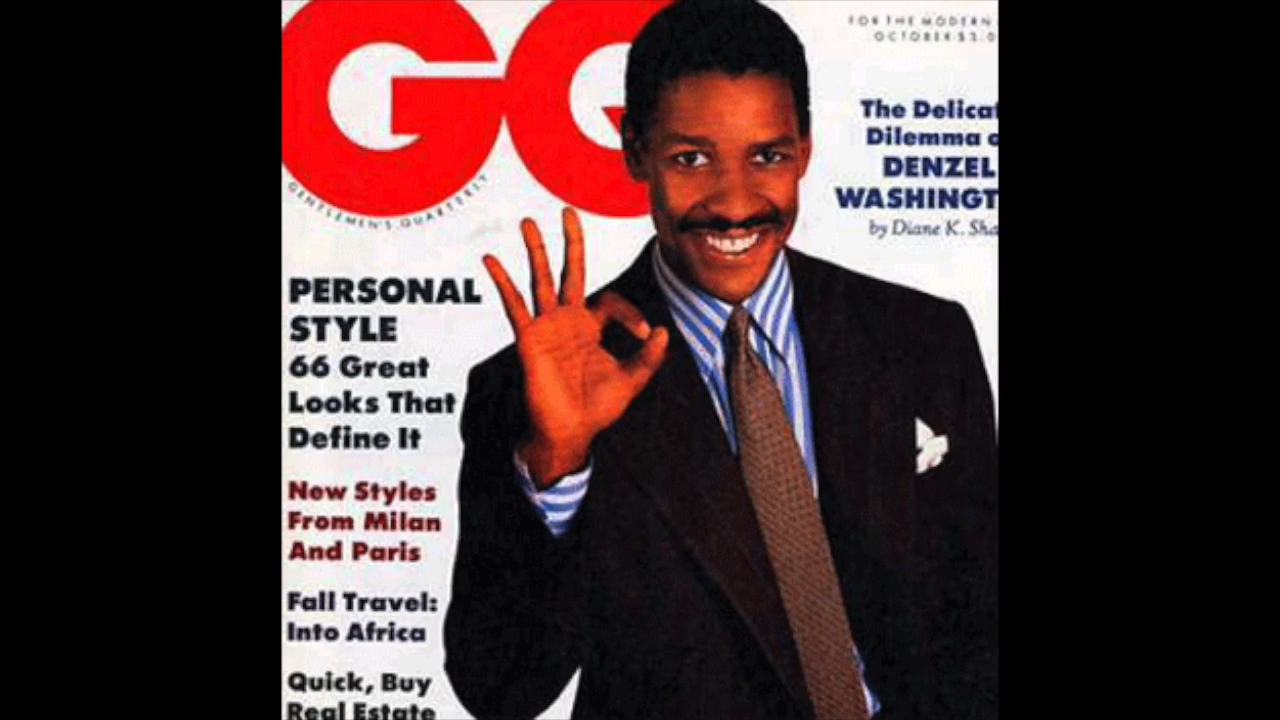 GQ
GENTLEMEN'S QUARTERLY
FOR THE MODERN
OCTOBER $3.0
The Delicat
Dilemma o
DENZEL
WASHINGT
by Diane K. Sha
PERSONAL
STYLE
66 Great
Looks That
Define It
New Styles
From Milan
And Paris
Fall Travel:
Into Africa
Quick, Buy
Real Estate